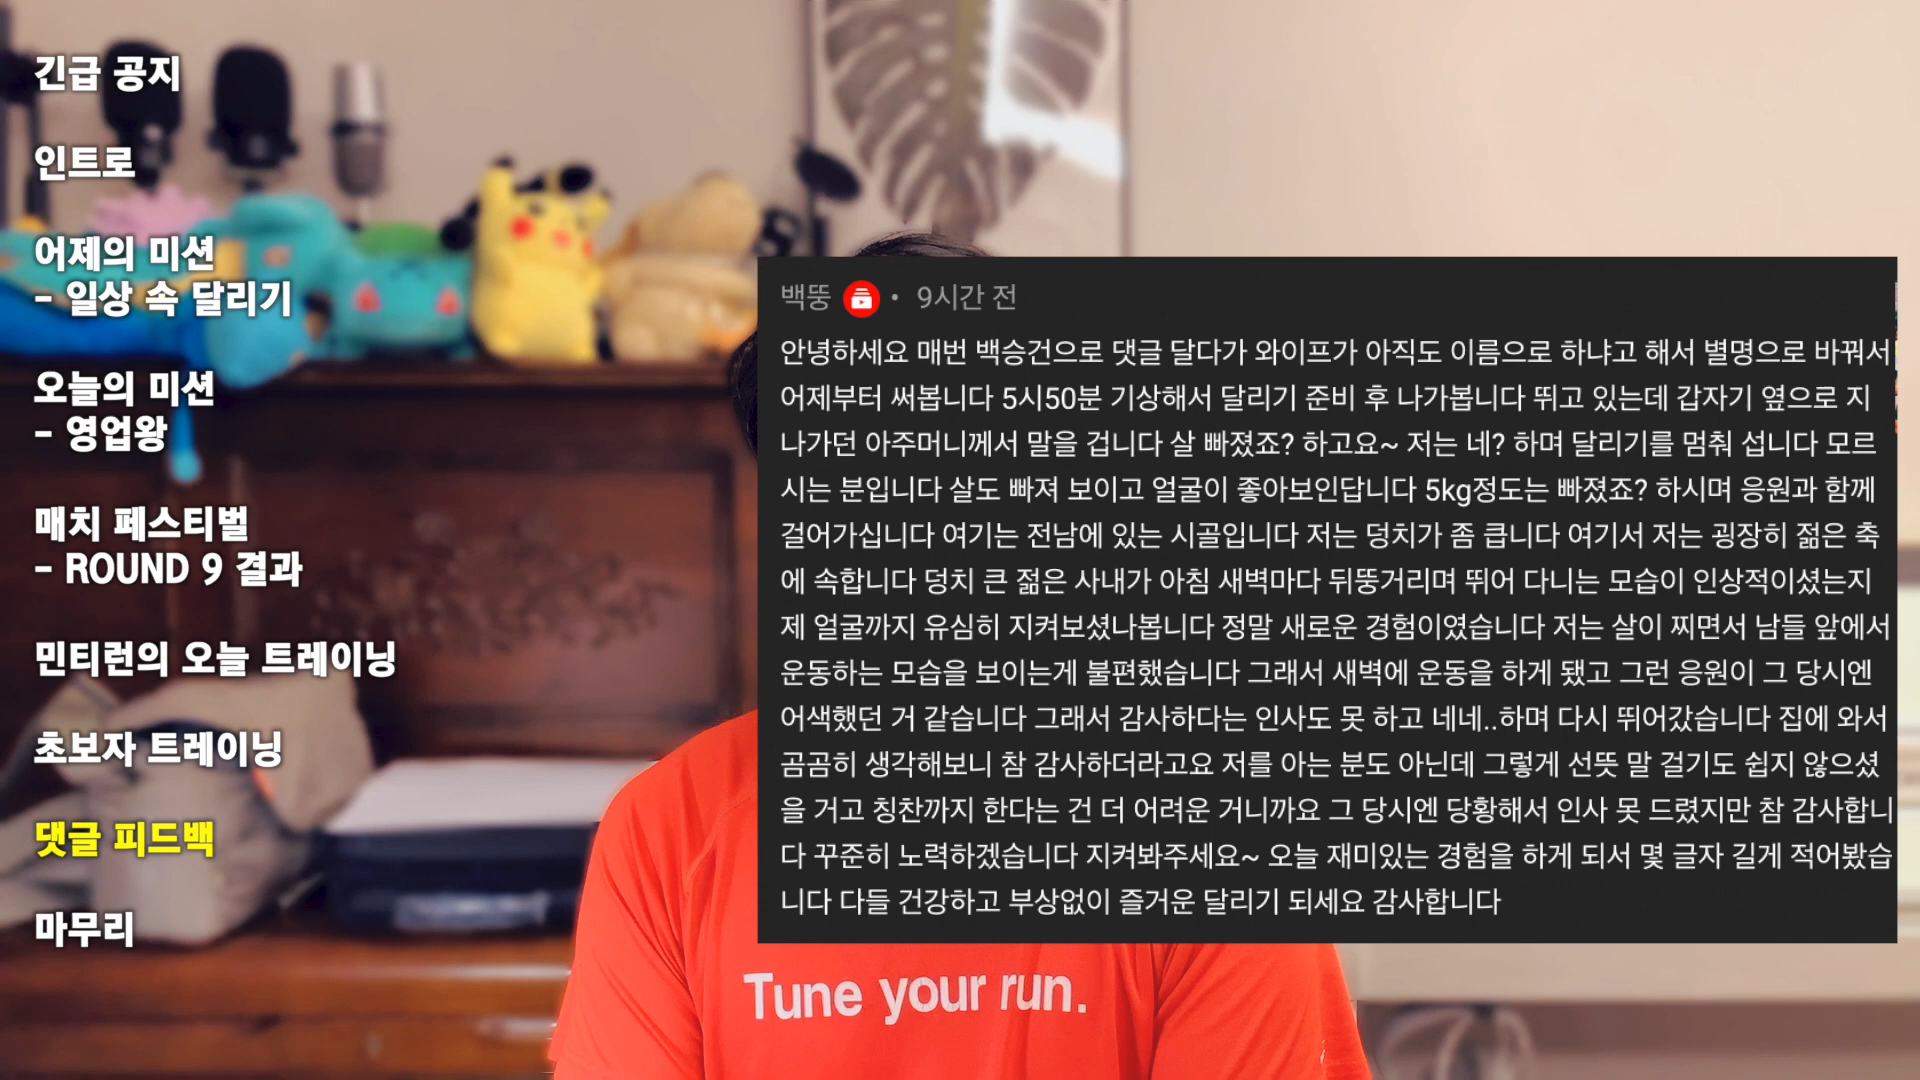 긴급 공지
인트로
어제의 미션
- 일상 속 달리기
오늘의 미션
- 영업왕
매치 페스티벌
- ROUND 9 결과
민티런의 오늘 트레이닝
초보자 트레이닝
댓글 피드백
마무리
백뚱 • 9시간 전
안녕하세요 매번 백승건으로 댓글 달다가 와이프가 아직도 이름으로 하냐고 해서 별명으로 바꿔서
어제부터 써봅니다 5시50분 기상해서 달리기 준비 후 나가봅니다 뛰고 있는데 갑자기 옆으로 지
나가던 아주머니께서 말을 겁니다 살 빠졌죠? 하고요~ 저는 네? 하며 달리기를 멈춰 섭니다 모르
시는 분입니다 살도 빠져 보이고 얼굴이 좋아보인답니다 5kg정도는 빠졌죠? 하시며 응원과 함께
걸어가십니다 여기는 전남에 있는 시골입니다 저는 덩치가 좀 큽니다 여기서 저는 굉장히 젊은 축
에 속합니다 덩치 큰 젊은 사내가 아침 새벽마다 뒤뚱거리며 뛰어 다니는 모습이 인상적이셨는지
제 얼굴까지 유심히 지켜보셨나봅니다 정말 새로운 경험이였습니다 저는 살이 찌면서 남들 앞에서
운동하는 모습을 보이는게 불편했습니다 그래서 새벽에 운동을 하게 됐고 그런 응원이 그 당시엔
어색했던 거 같습니다 그래서 감사하다는 인사도 못 하고 네네..하며 다시 뛰어갔습니다 집에 와서
곰곰히 생각해보니 참 감사하더라고요 저를 아는 분도 아닌데 그렇게 선뜻 말 걸기도 쉽지 않으셨
을 거고 칭찬까지 한다는 건 더 어려운 거니까요 그 당시엔 당황해서 인사 못 드렸지만 참 감사합니
다 꾸준히 노력하겠습니다 지켜봐주세요~ 오늘 재미있는 경험을 하게 되서 몇 글자 길게 적어봤습
니다 다들 건강하고 부상없이 즐거운 달리기 되세요 감사합니다
Tune your run.